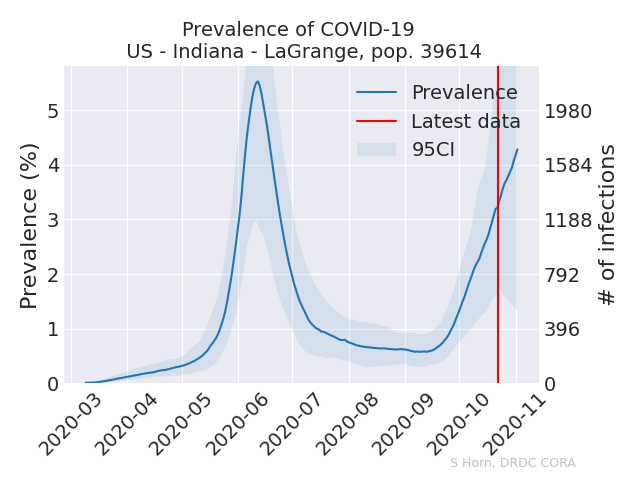 Prevalence of COVID-19
US - Indiana - LaGrange, pop. 39614
Prevalence
Latest data
95CI
Prevalence (%)
5
4
3
2
1
0
1980
1584
1188
792
396
0
# of infections
2020-03
2020-04
2020-05
2020-06
2020-07
2020-08
2020-09
2020-10
2020-11
S Horn, DRDC CORA